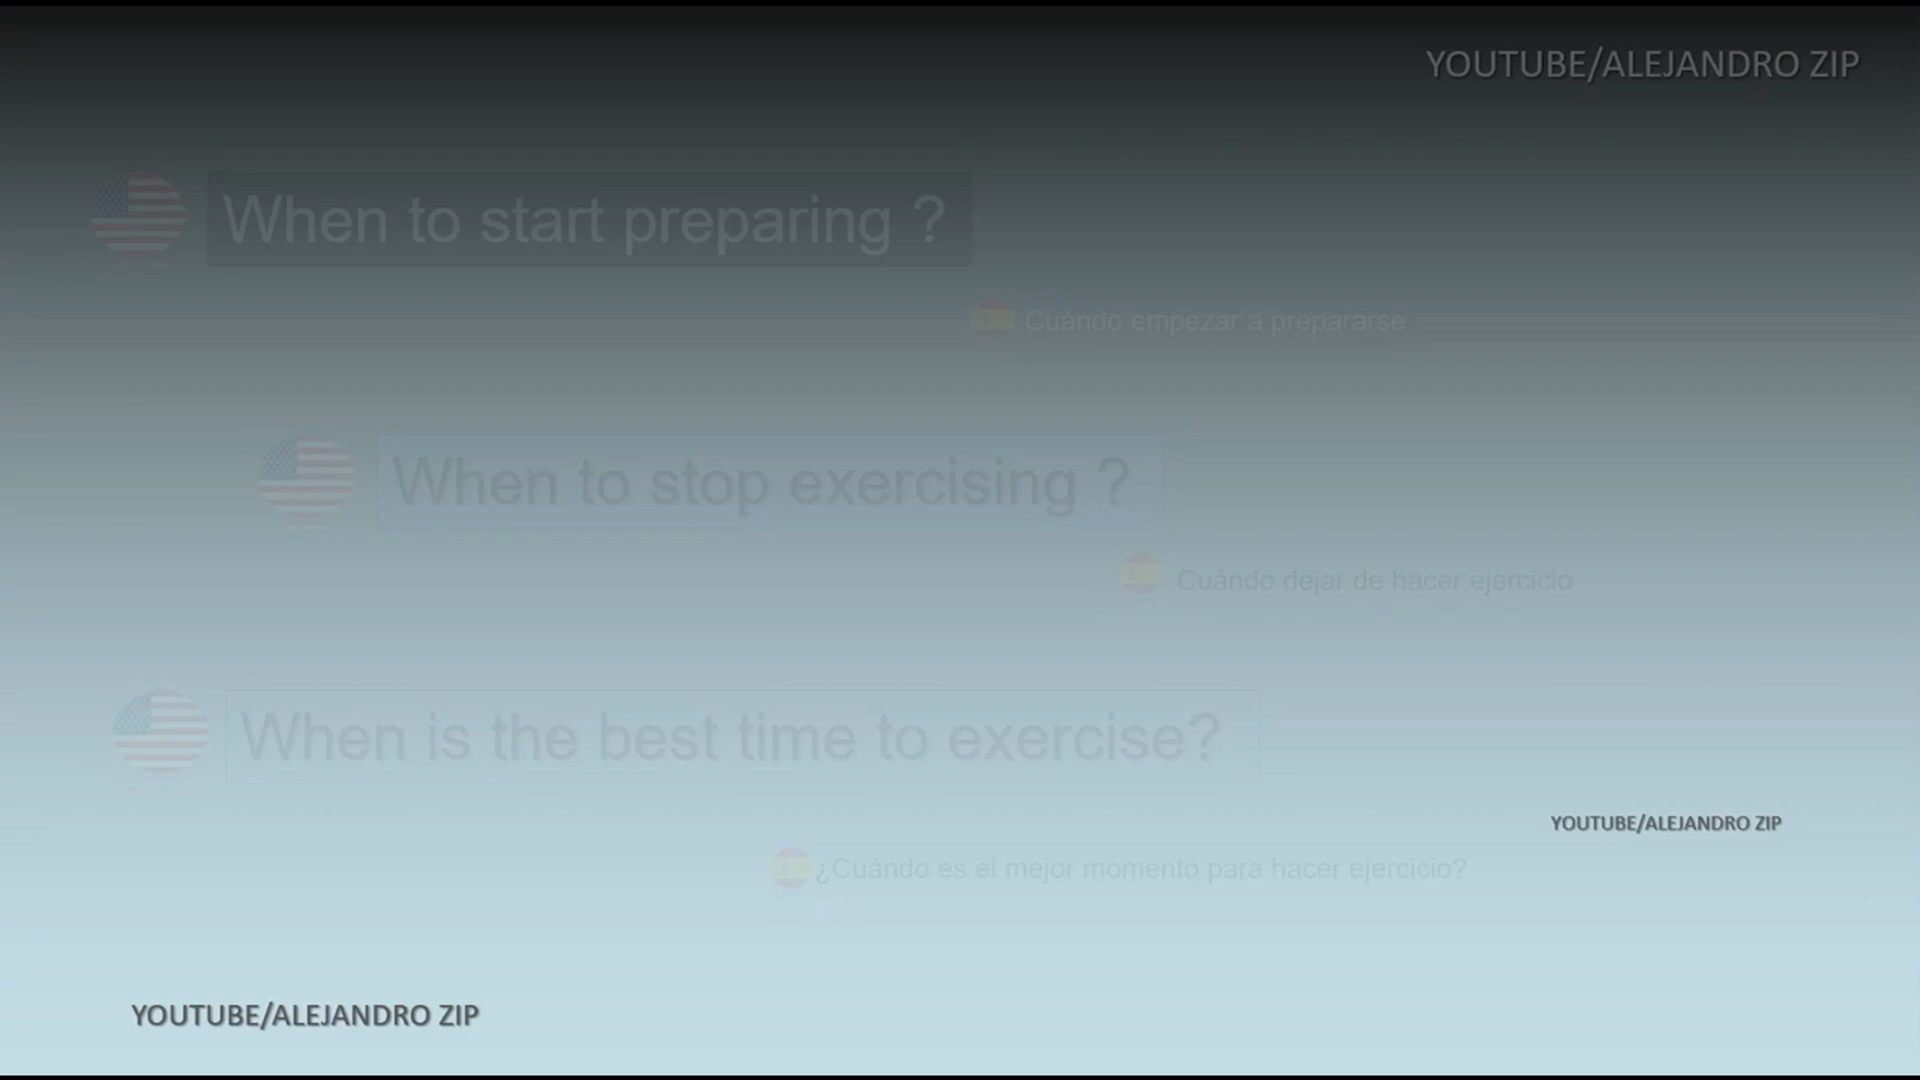 YOUTUBE/ALEJANDRO ZIP
When to start preparing ?
Cuándo empezar a prepararse
When to stop exercising ?
Cuándo dejar de hacer ejercicio
When is the best time to exercise?
YOUTUBE/ALEJANDRO ZIP
¿Cuándo es el mejor momento para hacer ejercicio?
YOUTUBE/ALEJANDRO ZIP